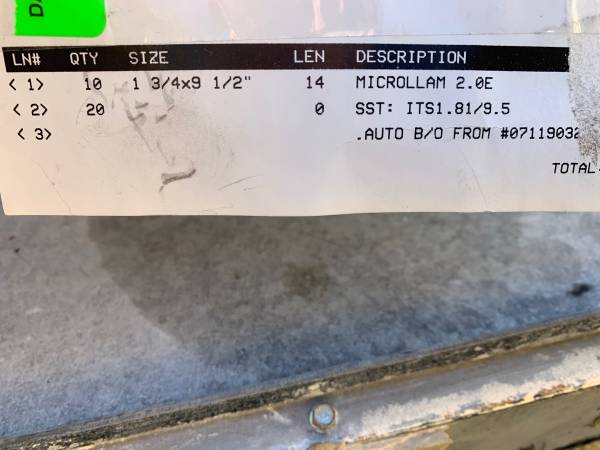 LN# QTY SIZE LEN DESCRIPTION
< 1> 10 1 3/4x9 1/2" 14 MICROLLAM 2.0E
< 2> 20 0 SST: ITS1.81/9.5
< 3> .AUTO B/O FROM #07119032
TOTAL